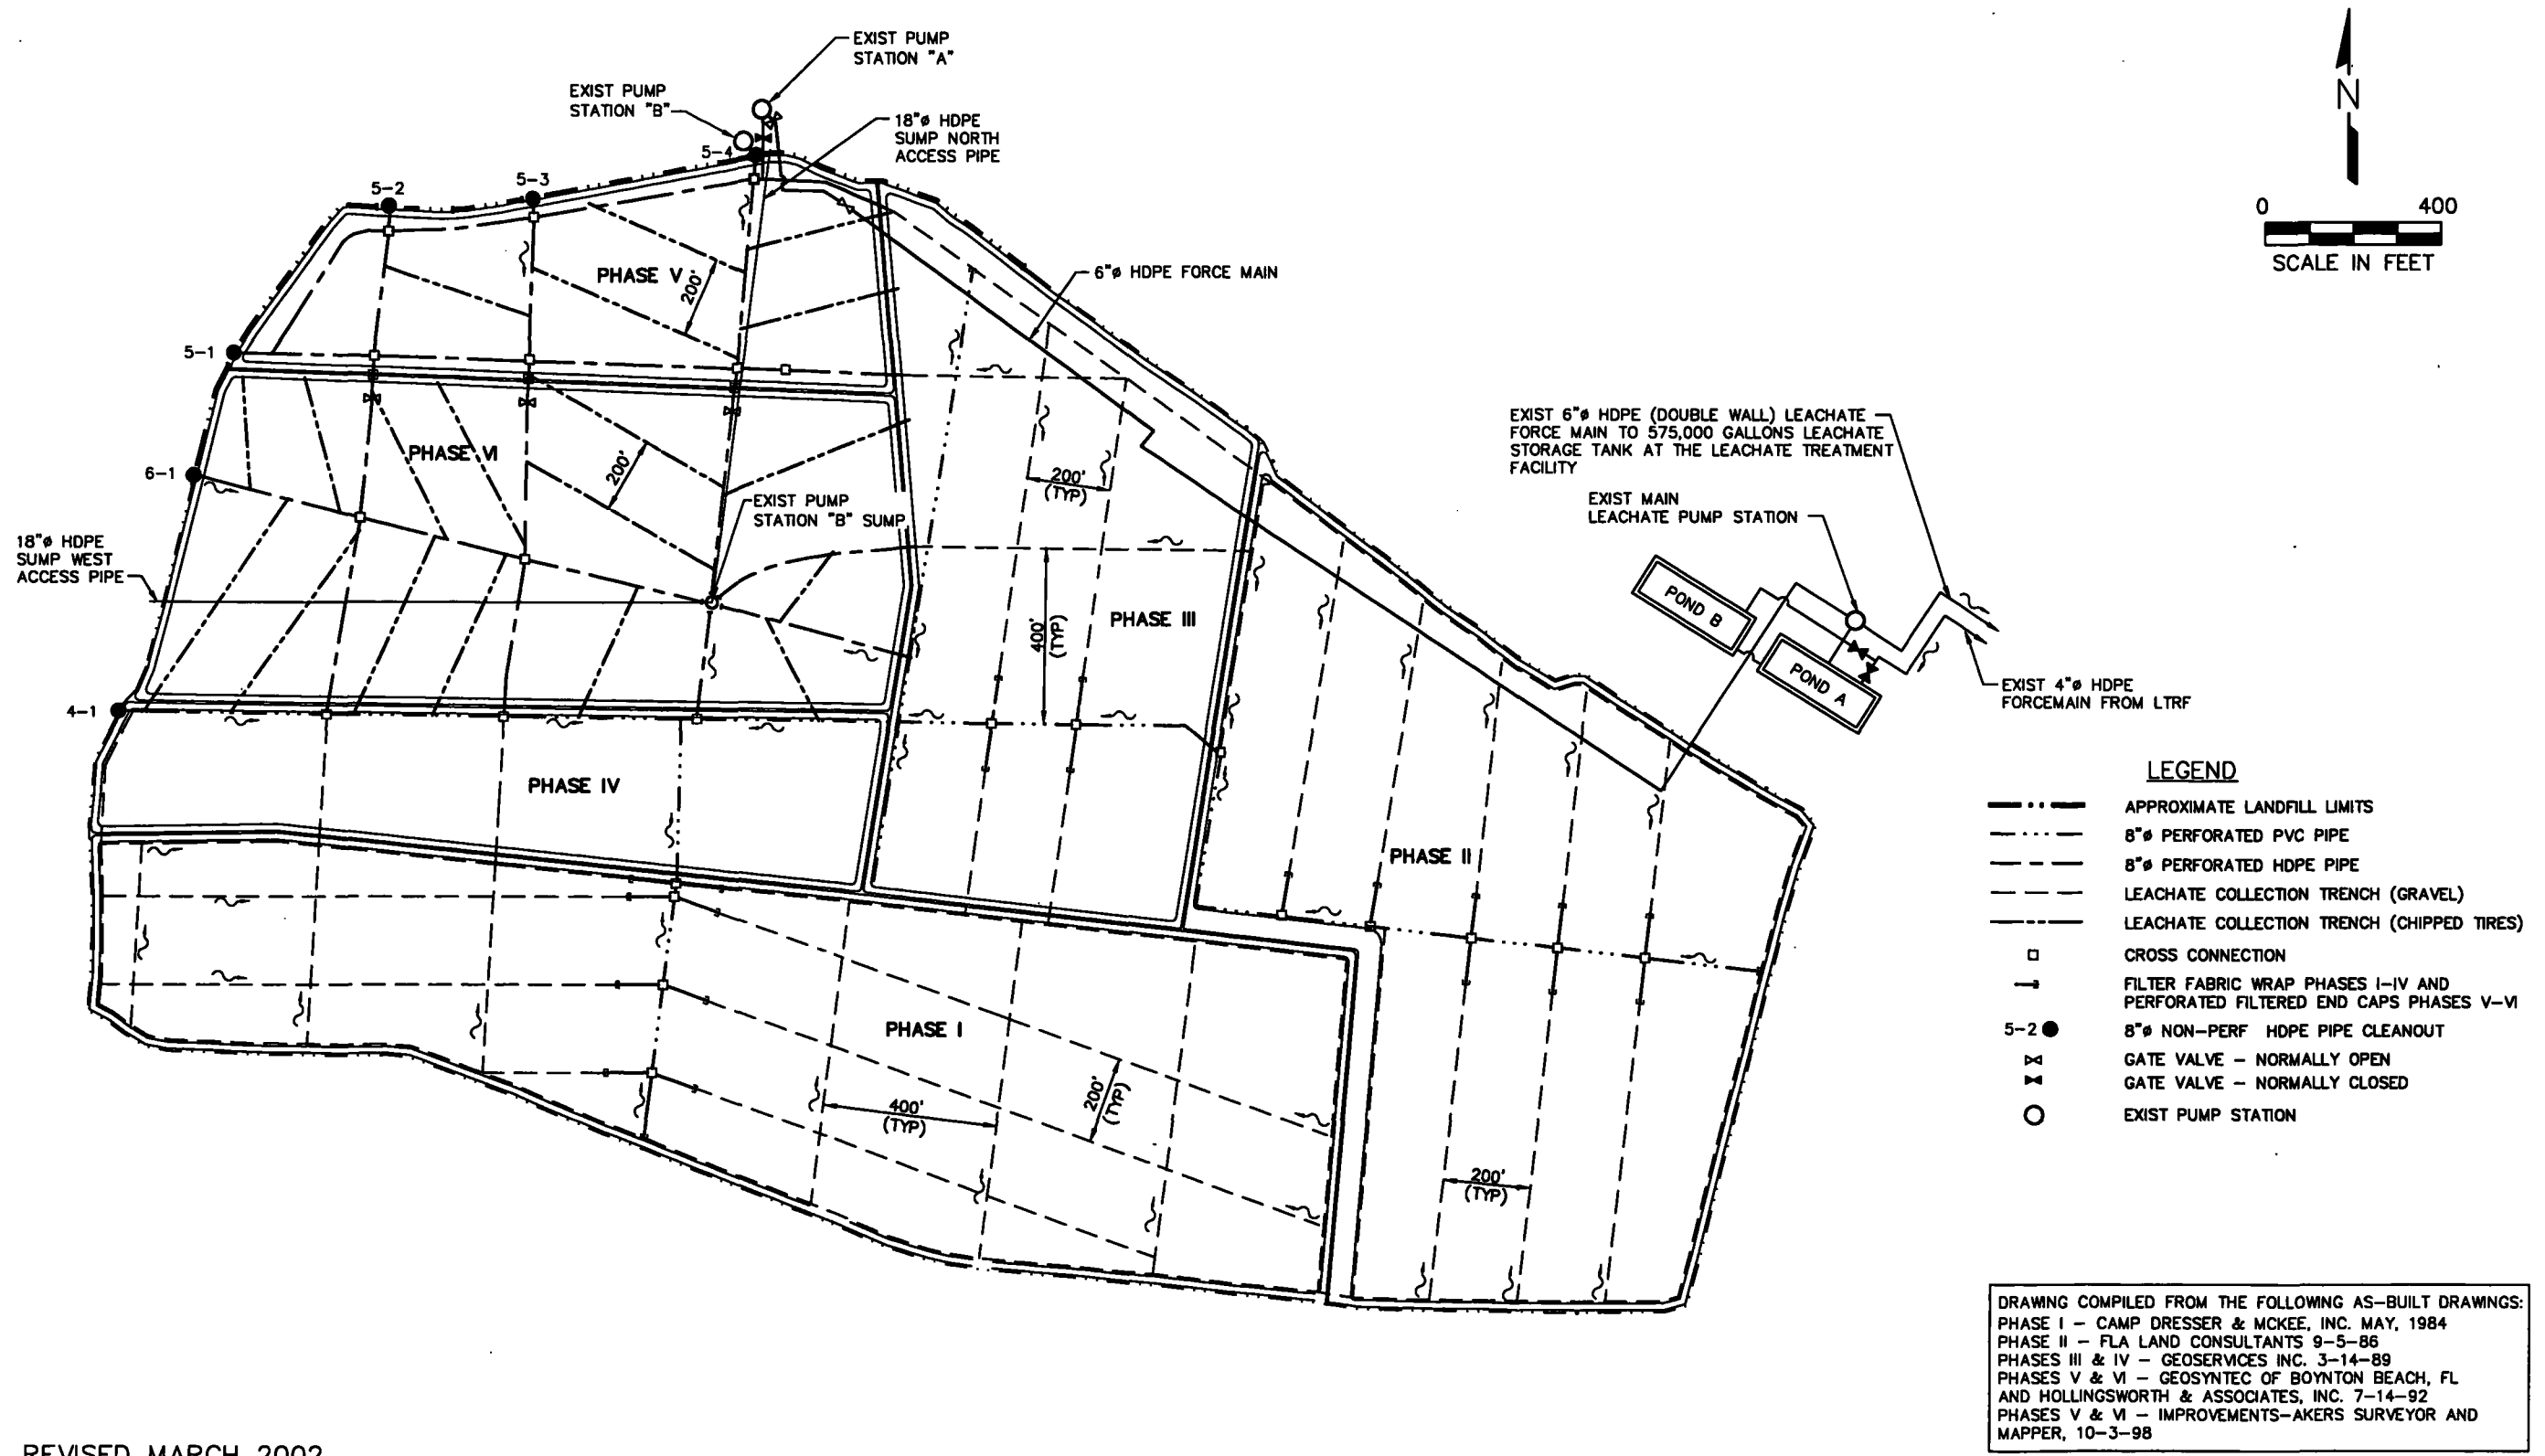 EXIST PUMP
STATION "A"
EXIST PUMP
STATION "B"
18"ø HDPE
SUMP NORTH
ACCESS PIPE
5-4
5-2
5-3
N
0 400
SCALE IN FEET
PHASE V
200'
6"ø HDPE FORCE MAIN
5-1
6-1
PHASE VI
200'
EXIST PUMP
STATION "B" SUMP
18"ø HDPE
SUMP WEST
ACCESS PIPE
200'
(TYP)
400'
(TYP)
PHASE III
EXIST 6"ø HDPE (DOUBLE WALL) LEACHATE
FORCE MAIN TO 575,000 GALLONS LEACHATE
STORAGE TANK AT THE LEACHATE TREATMENT
FACILITY
EXIST MAIN
LEACHATE PUMP STATION
POND B
POND A
EXIST 4"ø HDPE
FORCEMAIN FROM LTRF
4-1
PHASE IV
PHASE II
PHASE I
400'
(TYP)
200'
(TYP)
200'
(TYP)
LEGEND
APPROXIMATE LANDFILL LIMITS
8"ø PERFORATED PVC PIPE
8"ø PERFORATED HDPE PIPE
LEACHATE COLLECTION TRENCH (GRAVEL)
LEACHATE COLLECTION TRENCH (CHIPPED TIRES)
CROSS CONNECTION
FILTER FABRIC WRAP PHASES I-IV AND
PERFORATED FILTERED END CAPS PHASES V-VI
5-2 8"ø NON-PERF HDPE PIPE CLEANOUT
GATE VALVE - NORMALLY OPEN
GATE VALVE - NORMALLY CLOSED
EXIST PUMP STATION
DRAWING COMPILED FROM THE FOLLOWING AS-BUILT DRAWINGS:
PHASE I - CAMP DRESSER & MCKEE, INC. MAY, 1984
PHASE II - FLA LAND CONSULTANTS 9-5-86
PHASES III & IV - GEOSERVICES INC. 3-14-89
PHASES V & VI - GEOSYNTEC OF BOYNTON BEACH, FL
AND HOLLINGSWORTH & ASSOCIATES, INC. 7-14-92
PHASES V & VI - IMPROVEMENTS-AKERS SURVEYOR AND
MAPPER, 10-3-98
REVISED MARCH 2002